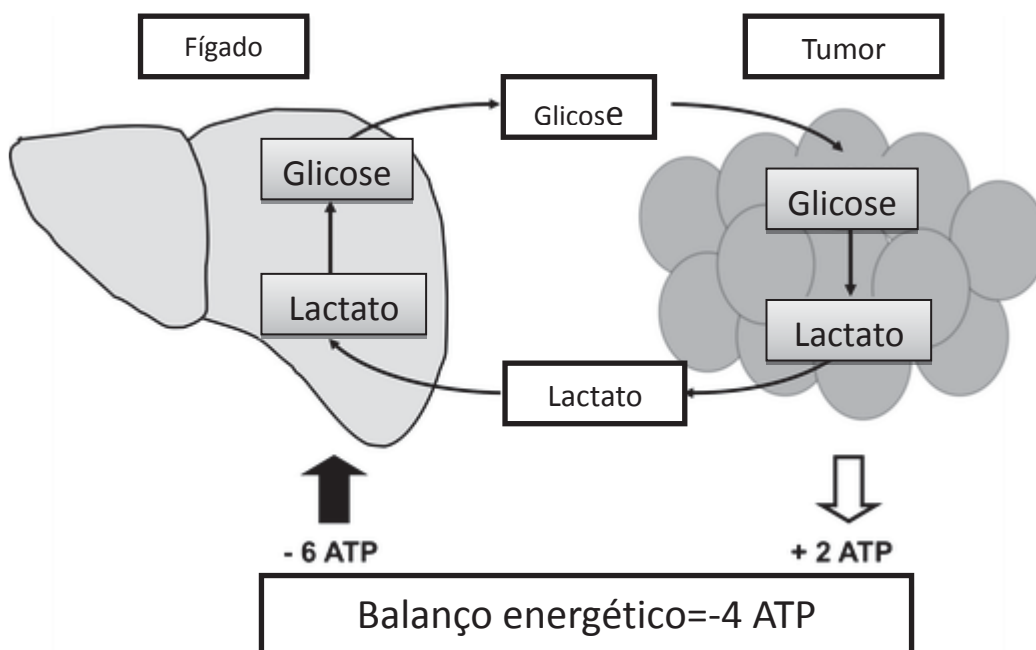 Fígado
Tumor
Glicose
Glicose
Glicose
Lactato
Lactato
Lactato
- 6 ATP
+ 2 ATP
Balanço energético=-4 ATP